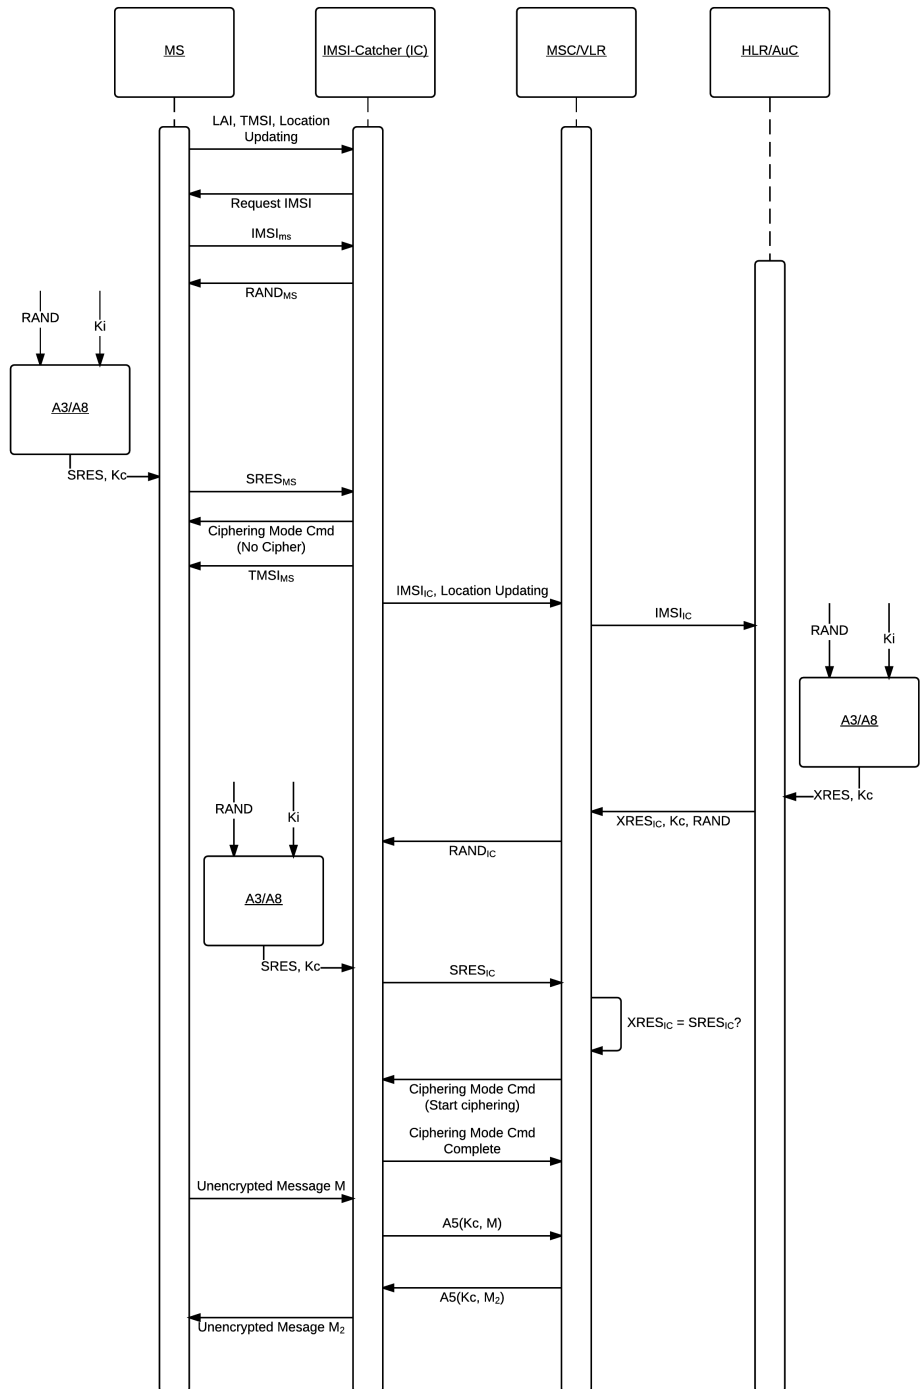 MS
IMSI-Catcher (IC)
MSC/VLR
HLR/AuC
LAI, TMSI, Location
Updating
Request IMSI
IMSIms
RANDMS
RAND
Ki
A3/A8
SRES, Kc
SRESMS
Ciphering Mode Cmd
(No Cipher)
TMSIMS
IMSIIC, Location Updating
IMSIIC
RAND
Ki
A3/A8
XRES, Kc
XRESIC, Kc, RAND
RANDIC
RAND
Ki
A3/A8
SRES, Kc
SRESIC
XRESIC = SRESIC?
Ciphering Mode Cmd
(Start ciphering)
Ciphering Mode Cmd
Complete
Unencrypted Message M
A5(Kc, M)
A5(Kc, M2)
Unencrypted Mesage M2